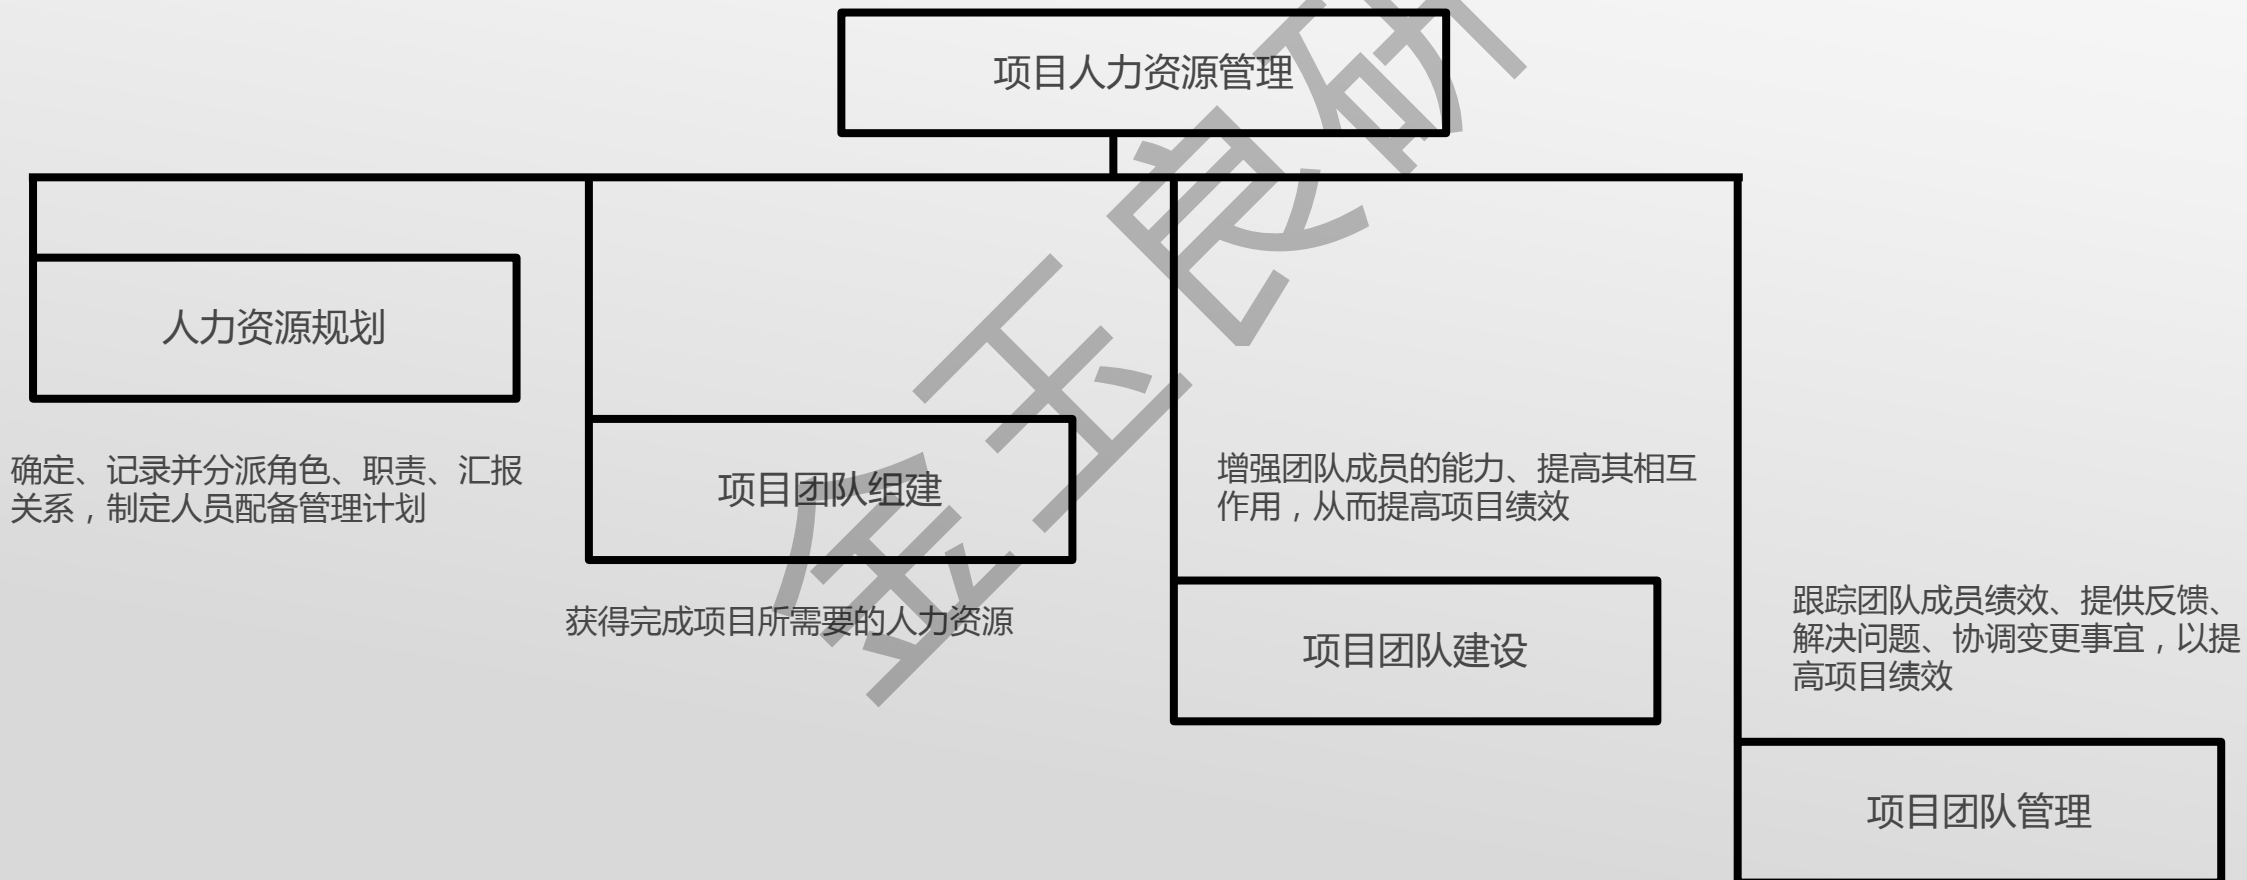 项目人力资源管理
人力资源规划
确定、记录并分派角色、职责、汇报
关系，制定人员配备管理计划
项目团队组建
获得完成项目所需要的人力资源
增强团队成员的能力、提高其相互
作用，从而提高项目绩效
项目团队建设
跟踪团队成员绩效、提供反馈、
解决问题、协调变更事宜，以提
高项目绩效
项目团队管理
金玉良研